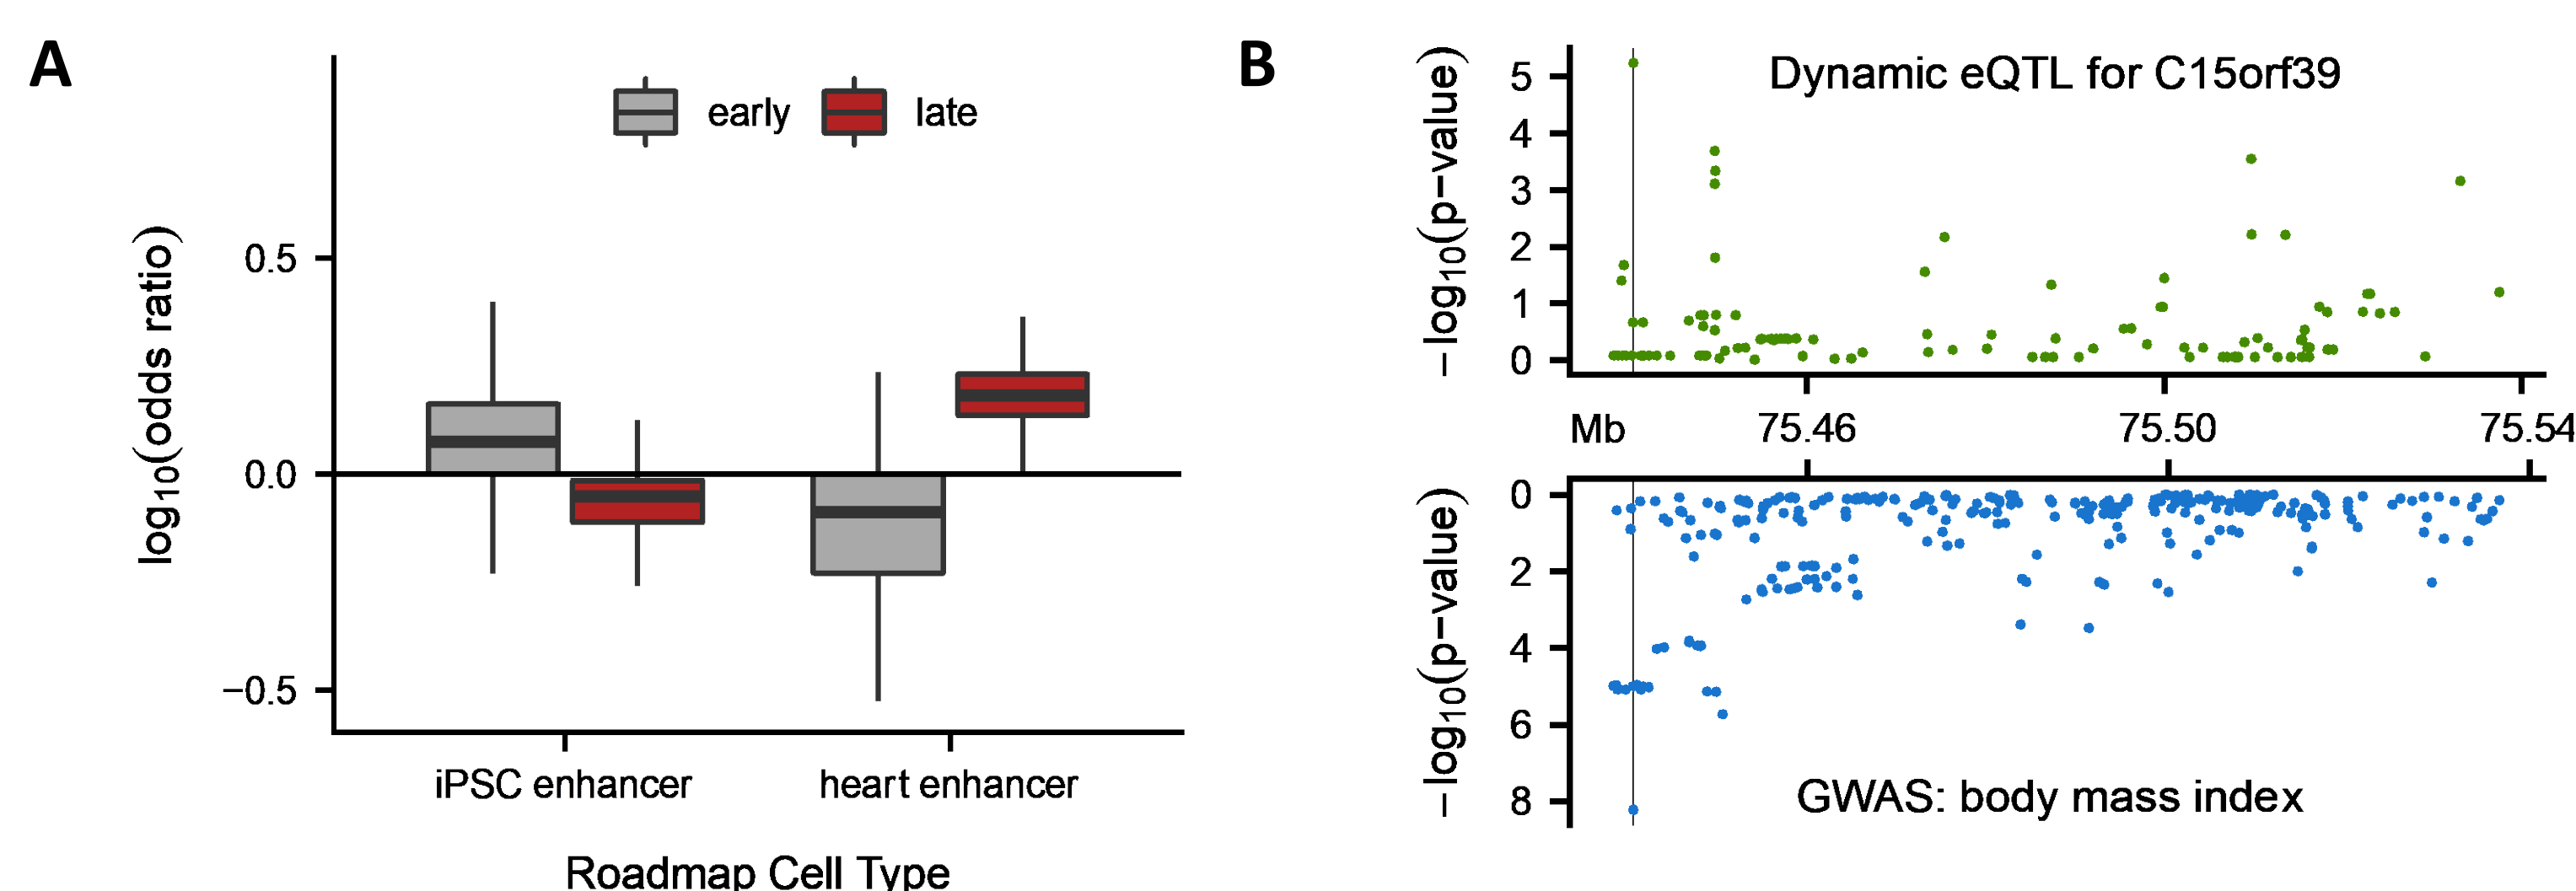 A
early late
log10(odds ratio)
0.5
0.0
−0.5
iPSC enhancer heart enhancer
Roadmap Cell Type
B
Dynamic eQTL for C15orf39
−log10(p−value)
5
4
3
2
1
0
Mb 75.46 75.50 75.54
−log10(p−value)
0
2
4
6
8
GWAS: body mass index